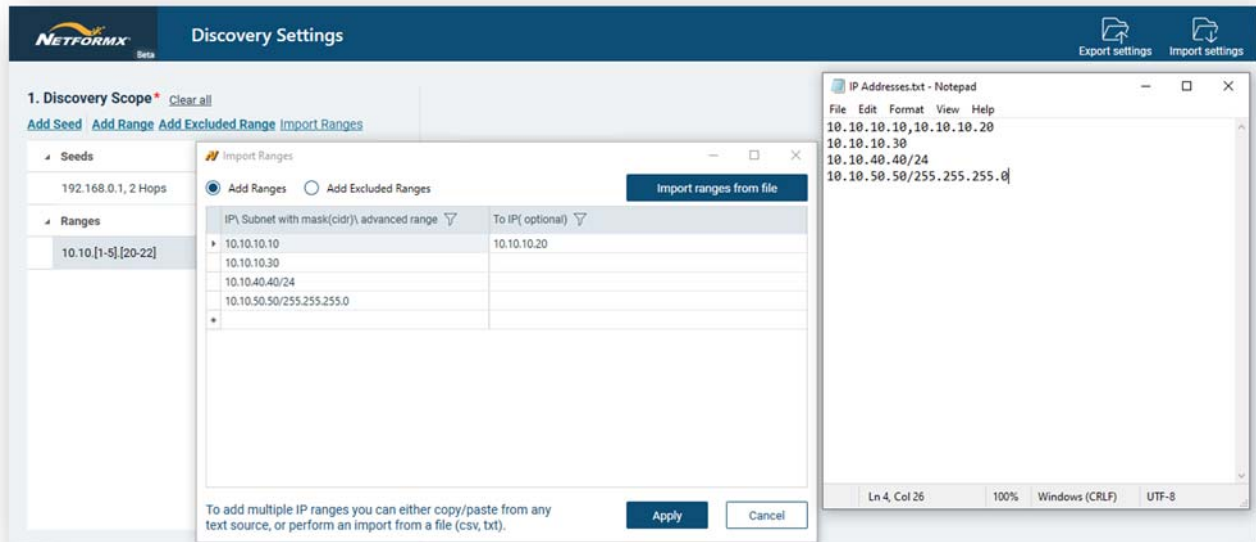 NETFORMX
Beta
Discovery Settings
Export settings
Import settings
1. Discovery Scope* Clear all
Add Seed Add Range Add Excluded Range Import Ranges
Seeds
192.168.0.1, 2 Hops
Ranges
10.10.[1-5].[20-22]
Import Ranges
Add Ranges Add Excluded Ranges Import ranges from file
IP\ Subnet with mask(cidr)\ advanced range To IP( optional)
10.10.10.10 10.10.10.20
10.10.10.30
10.10.40.40/24
10.10.50.50/255.255.255.0
To add multiple IP ranges you can either copy/paste from any
text source, or perform an import from a file (csv, txt).
Apply Cancel
IP Addresses.txt - Notepad
File Edit Format View Help
10.10.10.10,10.10.10.20
10.10.10.30
10.10.40.40/24
10.10.50.50/255.255.255.0
Ln 4, Col 26 100% Windows (CRLF) UTF-8